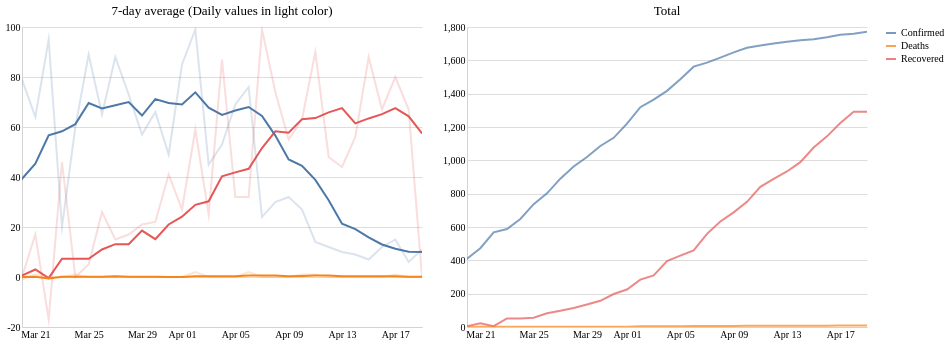 7-day average (Daily values in light color)
100
80
60
40
20
0
-20
Mar 21 Mar 25 Mar 29 Apr 01 Apr 05 Apr 09 Apr 13 Apr 17
Total
1,800
1,600
1,400
1,200
1,000
800
600
400
200
0
Mar 21 Mar 25 Mar 29 Apr 01 Apr 05 Apr 09 Apr 13 Apr 17
Confirmed
Deaths
Recovered